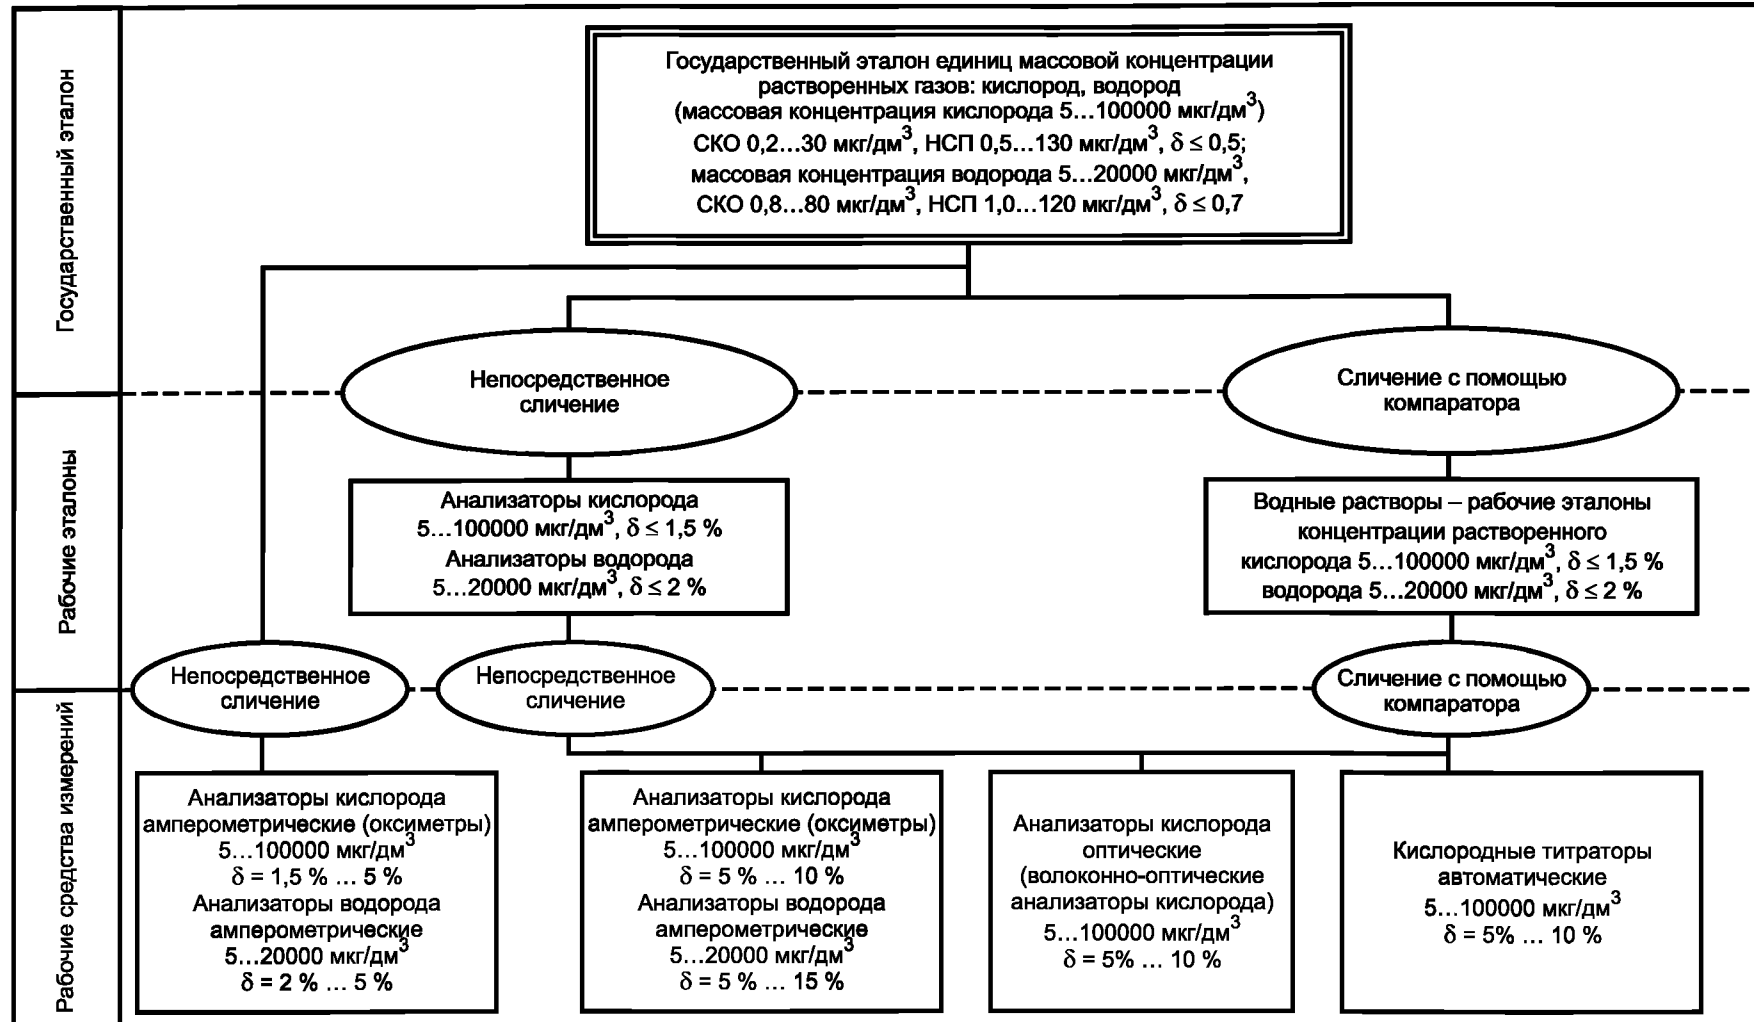 Государственный эталон
Государственный эталон единиц массовой концентрации
растворенных газов: кислород, водород
(массовая концентрация кислорода 5...100000 мкг/дм³)
СКО 0,2...30 мкг/дм³, НСП 0,5...130 мкг/дм³, δ ≤ 0,5;
массовая концентрация водорода 5...20000 мкг/дм³,
СКО 0,8...80 мкг/дм³, НСП 1,0...120 мкг/дм³, δ ≤ 0,7
Непосредственное
сличение
Сличение с помощью
компаратора
Рабочие эталоны
Анализаторы кислорода
5...100000 мкг/дм³, δ ≤ 1,5 %
Анализаторы водорода
5...20000 мкг/дм³, δ ≤ 2 %
Водные растворы – рабочие эталоны
концентрации растворенного
кислорода 5...100000 мкг/дм³, δ ≤ 1,5 %
водорода 5...20000 мкг/дм³, δ ≤ 2 %
Непосредственное
сличение
Непосредственное
сличение
Сличение с помощью
компаратора
Рабочие средства измерений
Анализаторы кислорода
амперометрические (оксиметры)
5...100000 мкг/дм³
δ = 1,5 % ... 5 %
Анализаторы водорода
амперометрические
5...20000 мкг/дм³
δ = 2 % ... 5 %
Анализаторы кислорода
амперометрические (оксиметры)
5...100000 мкг/дм³
δ = 5 % ... 10 %
Анализаторы водорода
амперометрические
5...20000 мкг/дм³
δ = 5 % ... 15 %
Анализаторы кислорода
оптические
(волоконно-оптические
анализаторы кислорода)
5...100000 мкг/дм³
δ = 5% ... 10 %
Кислородные титраторы
автоматические
5...100000 мкг/дм³
δ = 5% ... 10 %